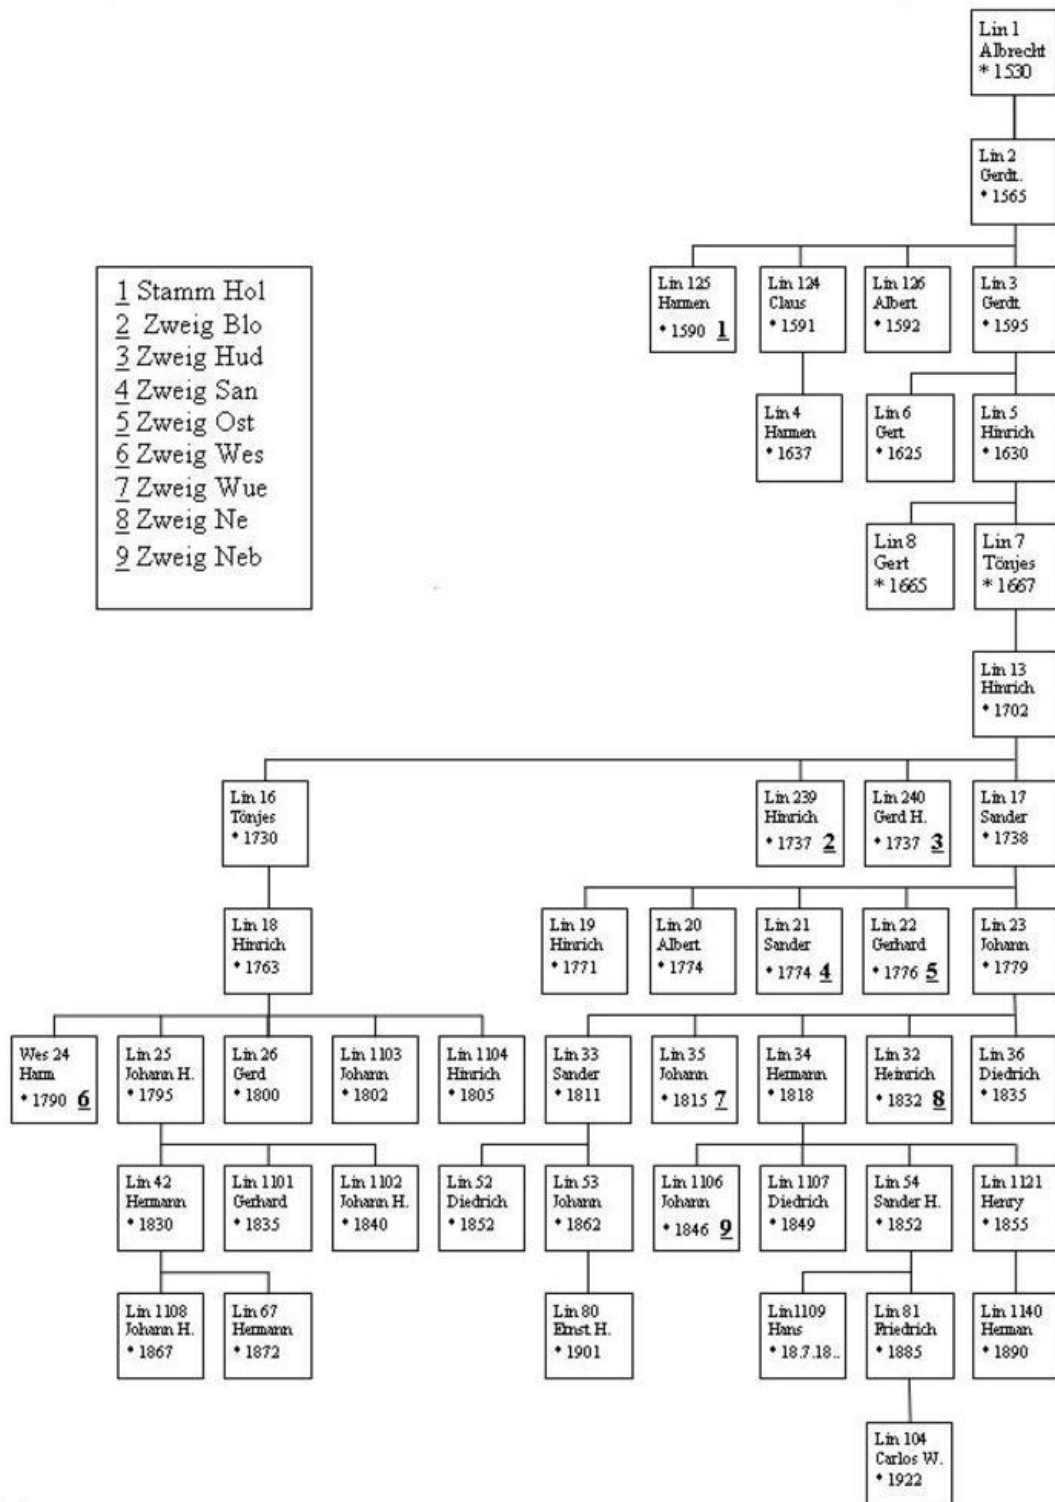 Lin 1
Albrecht
* 1530
Lin 2
Gerdt.
* 1565
1 Stamm Hol
2 Zweig Blo
3 Zweig Hud
4 Zweig San
5 Zweig Ost
6 Zweig Wes
7 Zweig Wue
8 Zweig Ne
9 Zweig Neb
Lin 125
Harmen
* 1590 1
Lin 124
Claus
* 1591
Lin 126
Albert
* 1592
Lin 3
Gerdt
* 1595
Lin 4
Harmen
* 1637
Lin 6
Gert
* 1625
Lin 5
Hinrich
* 1630
Lin 8
Gert
* 1665
Lin 7
Tönjes
* 1667
Lin 13
Hinrich
* 1702
Lin 16
Tönjes
* 1730
Lin 239
Hinrich
* 1737 2
Lin 240
Gerd H.
* 1737 3
Lin 17
Sander
* 1738
Lin 18
Hinrich
* 1763
Lin 19
Hinrich
* 1771
Lin 20
Albert
* 1774
Lin 21
Sander
* 1774 4
Lin 22
Gerhard
* 1776 5
Lin 23
Johann
* 1779
Wes 24
Harm
* 1790 6
Lin 25
Johann H.
* 1795
Lin 26
Gerd
* 1800
Lin 1103
Johann
* 1802
Lin 1104
Hinrich
* 1805
Lin 33
Sander
* 1811
Lin 35
Johann
* 1815 7
Lin 34
Hermann
* 1818
Lin 32
Heinrich
* 1832 8
Lin 36
Diedrich
* 1835
Lin 42
Hermann
* 1830
Lin 1101
Gerhard
* 1835
Lin 1102
Johann H.
* 1840
Lin 52
Diedrich
* 1852
Lin 53
Johann
* 1862
Lin 1106
Johann
* 1846 9
Lin 1107
Diedrich
* 1849
Lin 54
Sander H.
* 1852
Lin 1121
Henry
* 1855
Lin 1108
Johann H.
* 1867
Lin 67
Hermann
* 1872
Lin 80
Ernst H.
* 1901
Lin1109
Hans
* 18.7.18..
Lin 81
Friedrich
* 1885
Lin 1140
Herman
* 1890
Lin 104
Carlos W.
* 1922